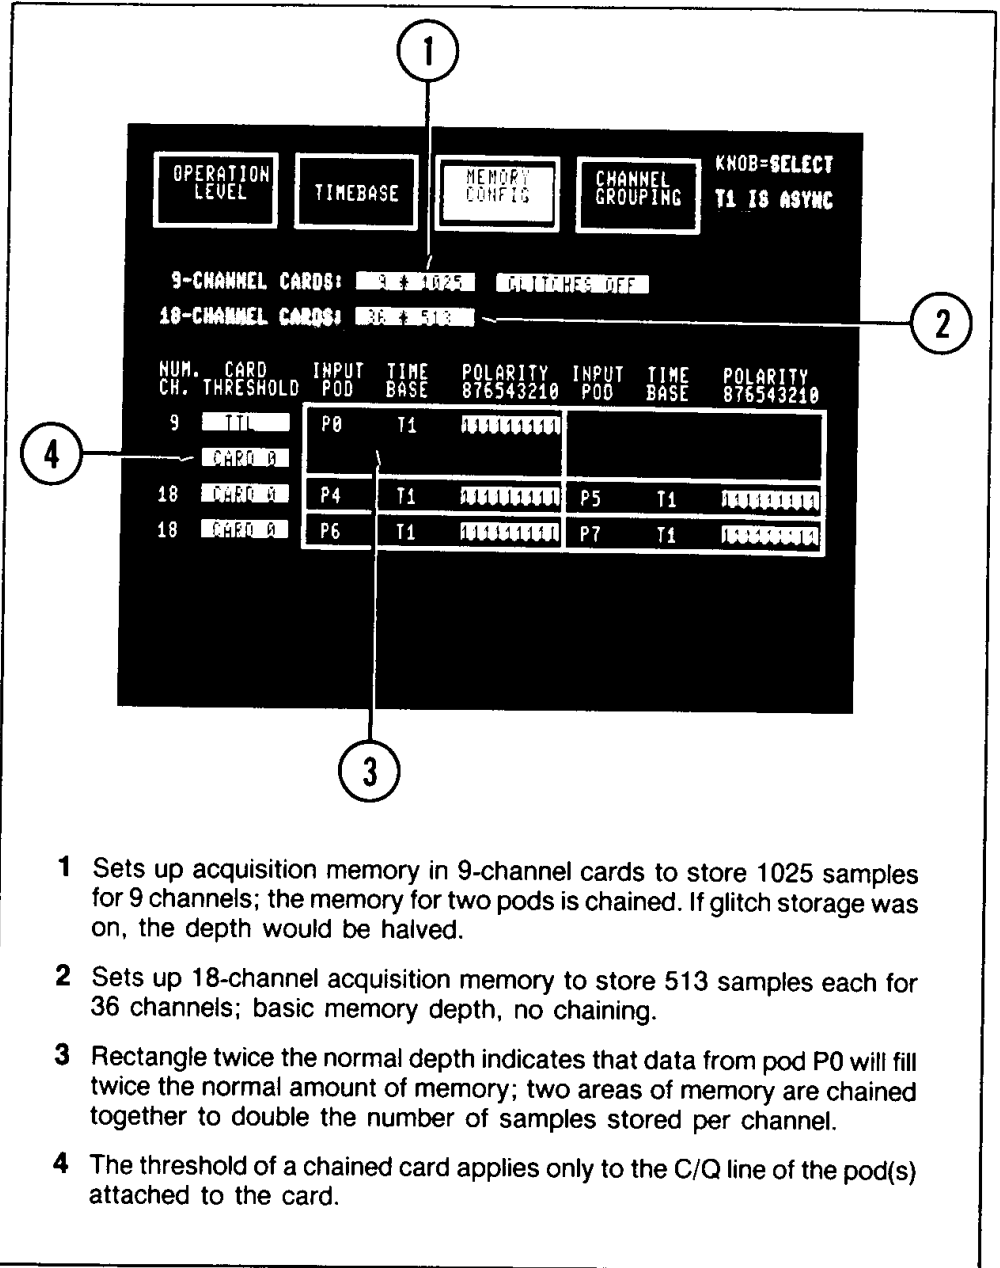 1
OPERATION LEVEL
TIMEBASE
MEMORY CONFIG
CHANNEL GROUPING
KNOB=SELECT
T1 IS ASYNC
9-CHANNEL CARDS: 9 * 1025 GLITCHES OFF
18-CHANNEL CARDS: 36 * 513
2
NUM. CARD INPUT TIME POLARITY INPUT TIME POLARITY
CH. THRESHOLD POD BASE 876543210 POD BASE 876543210
9 TTL P0 T1
4
CARD 0
18 CARD 0 P4 T1 P5 T1
18 CARD 0 P6 T1 P7 T1
3
1 Sets up acquisition memory in 9-channel cards to store 1025 samples
for 9 channels; the memory for two pods is chained. If glitch storage was
on, the depth would be halved.
2 Sets up 18-channel acquisition memory to store 513 samples each for
36 channels; basic memory depth, no chaining.
3 Rectangle twice the normal depth indicates that data from pod P0 will fill
twice the normal amount of memory; two areas of memory are chained
together to double the number of samples stored per channel.
4 The threshold of a chained card applies only to the C/Q line of the pod(s)
attached to the card.